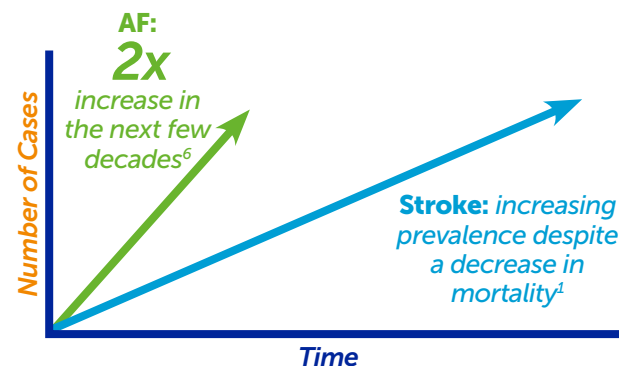 AF:
2x
increase in
the next few
decades6
Number of Cases
Stroke: increasing
prevalence despite
a decrease in
mortality1
Time